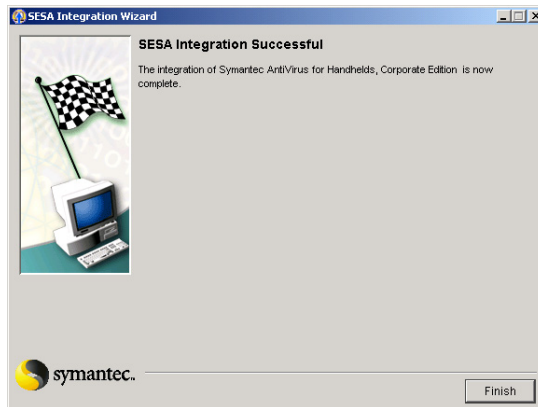 SESA Integration Wizard
SESA Integration Successful
The integration of Symantec AntiVirus for Handhelds, Corporate Edition is now
complete.
symantec.
Finish